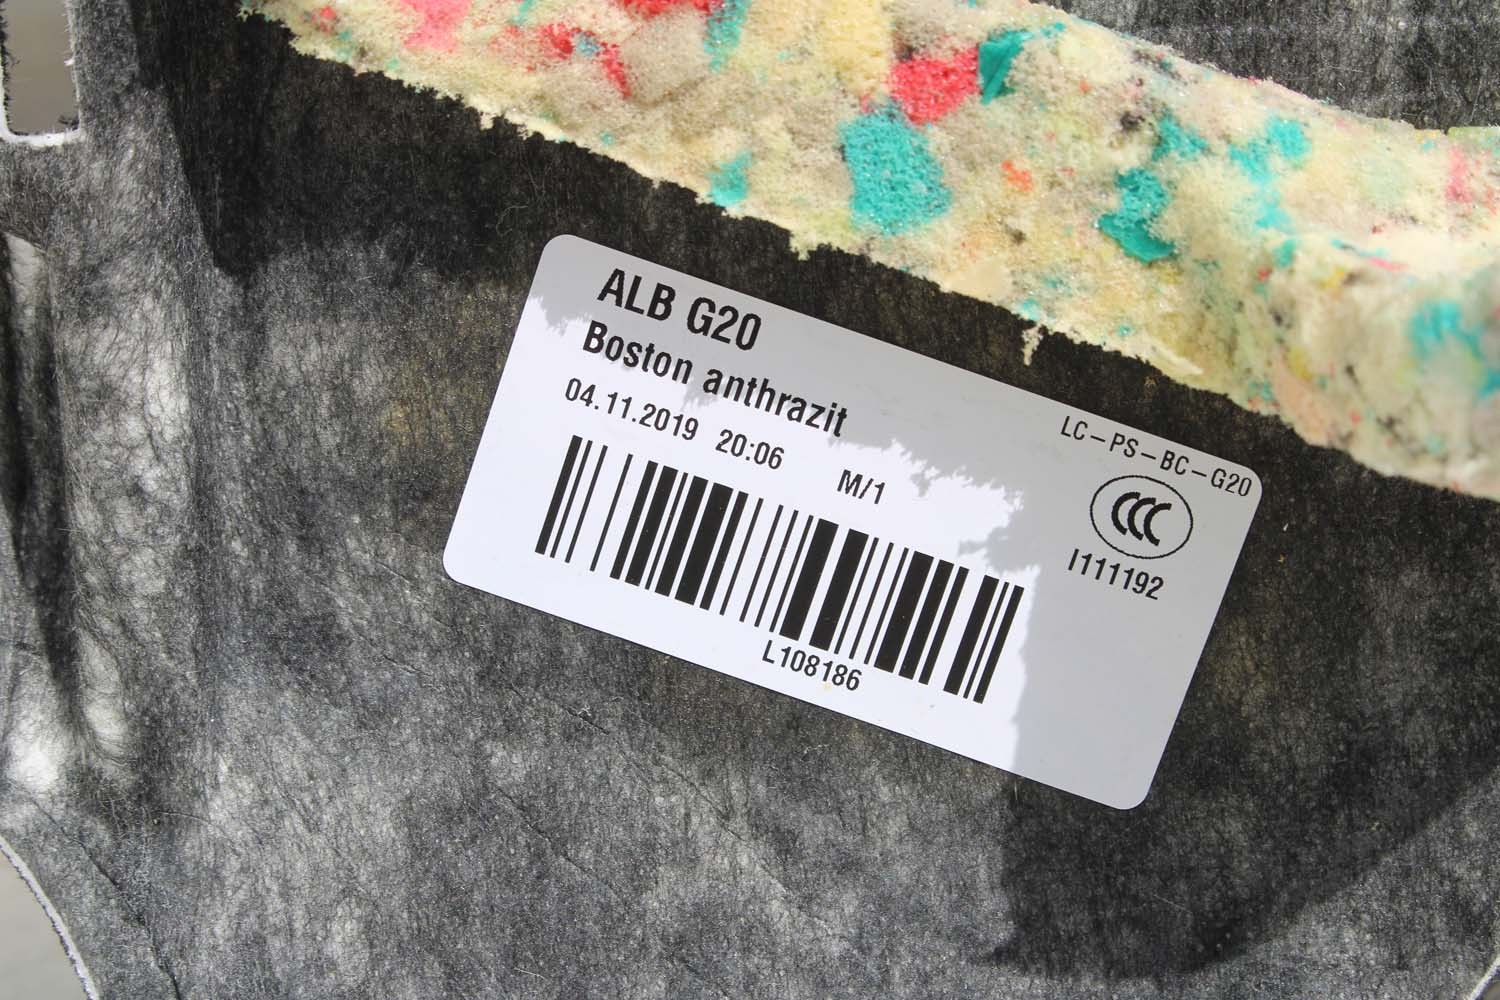 ALB G20
Boston anthrazit
04.11.2019 20:06 M/1
LC-PS-BC-G20
CCC
I111192
L108186